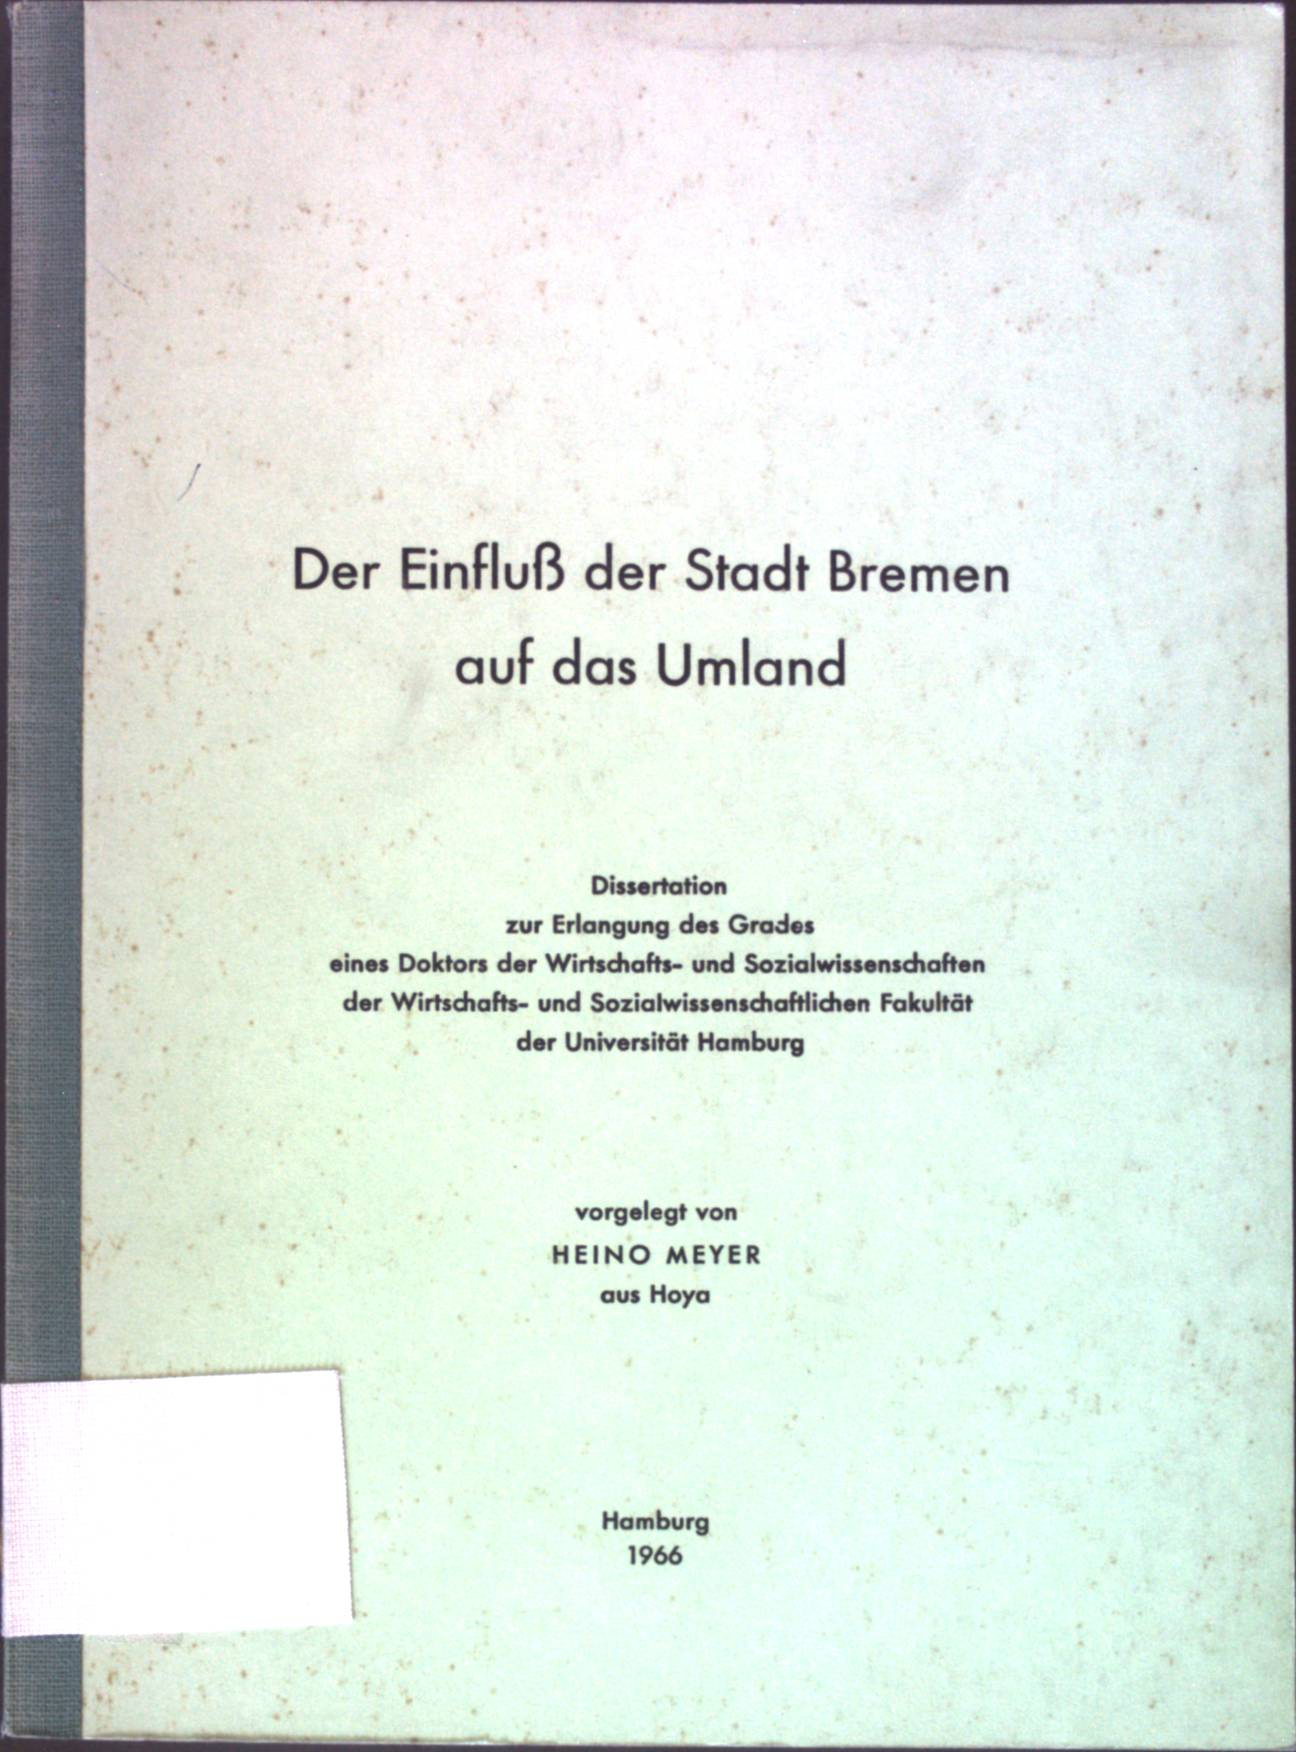 Der Einfluß der Stadt Bremen
auf das Umland
Dissertation
zur Erlangung des Grades
eines Doktors der Wirtschafts- und Sozialwissenschaften
der Wirtschafts- und Sozialwissenschaftlichen Fakultät
der Universität Hamburg
vorgelegt von
HEINO MEYER
aus Hoya
Hamburg
1966